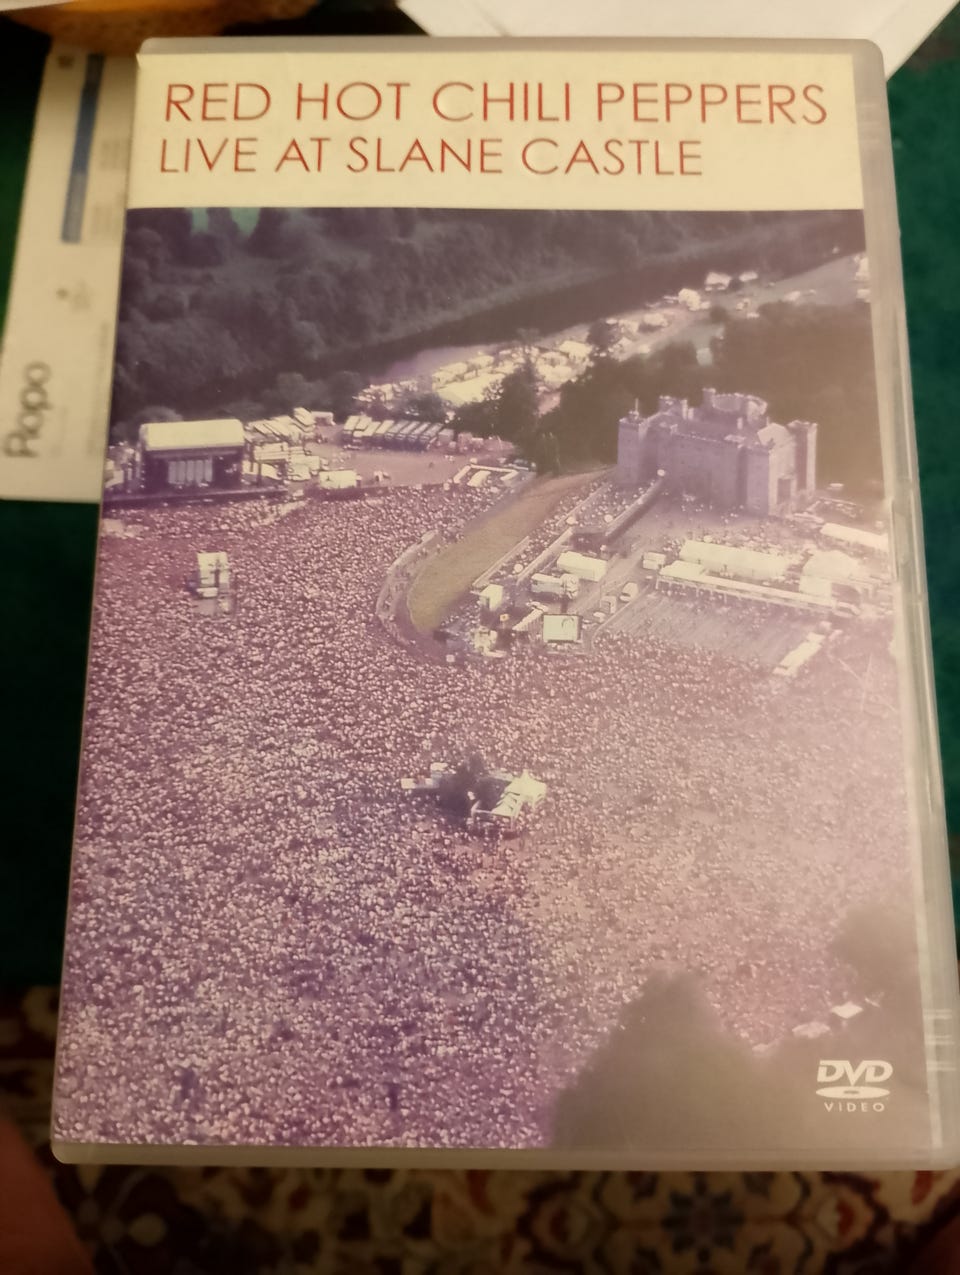 RED HOT CHILI PEPPERS
LIVE AT SLANE CASTLE
DVD
VIDEO